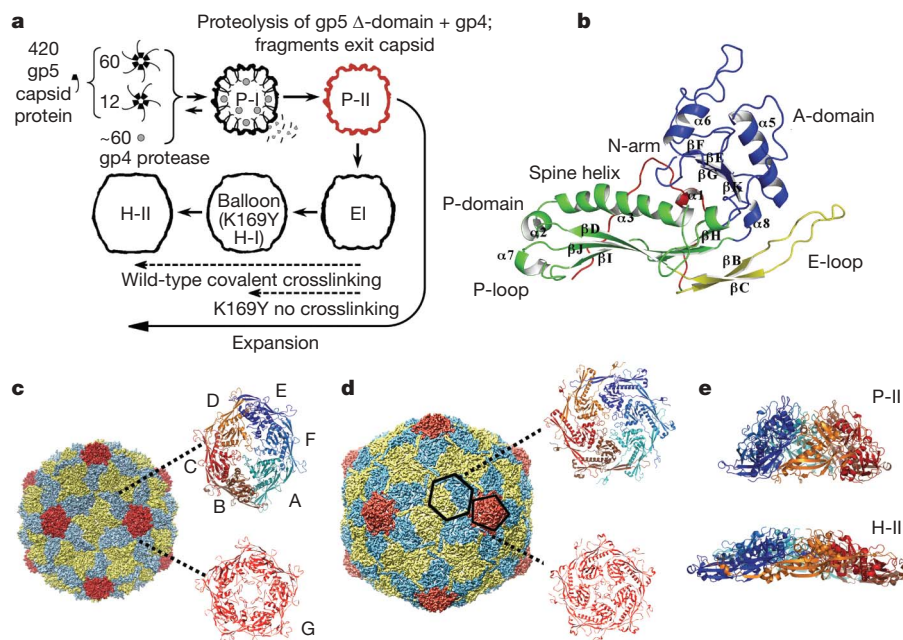 a
Proteolysis of gp5 Δ-domain + gp4;
fragments exit capsid
420
gp5
capsid
protein
60
12
~60
gp4 protease
P-I
P-II
H-II
Balloon
(K169Y
H-I)
EI
Wild-type covalent crosslinking
K169Y no crosslinking
Expansion
b
α6
α5
A-domain
βF
βE
βG
βK
N-arm
α1
Spine helix
α3
P-domain
βD
βH
α8
α2
βJ
βI
α7
βB
E-loop
βC
P-loop
c
D
E
C
F
B
A
G
d
e
P-II
H-II